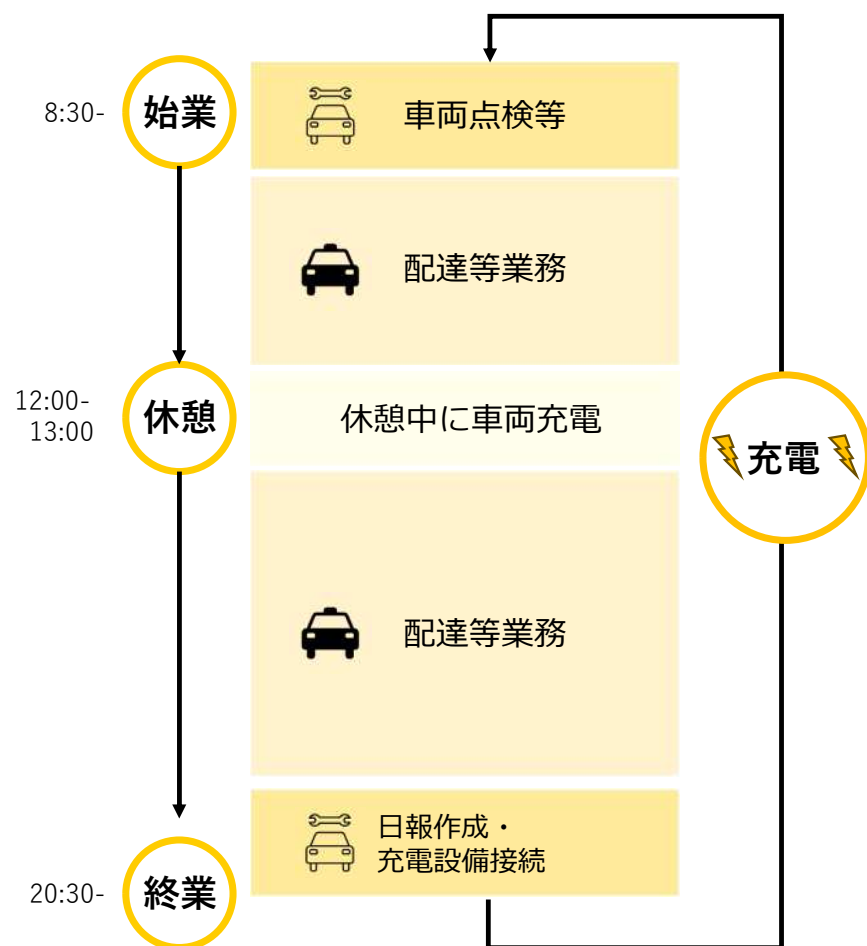 8:30-
始業
車両点検等
配達等業務
12:00-
13:00
休憩
休憩中に車両充電
充電
配達等業務
日報作成・
充電設備接続
20:30-
終業